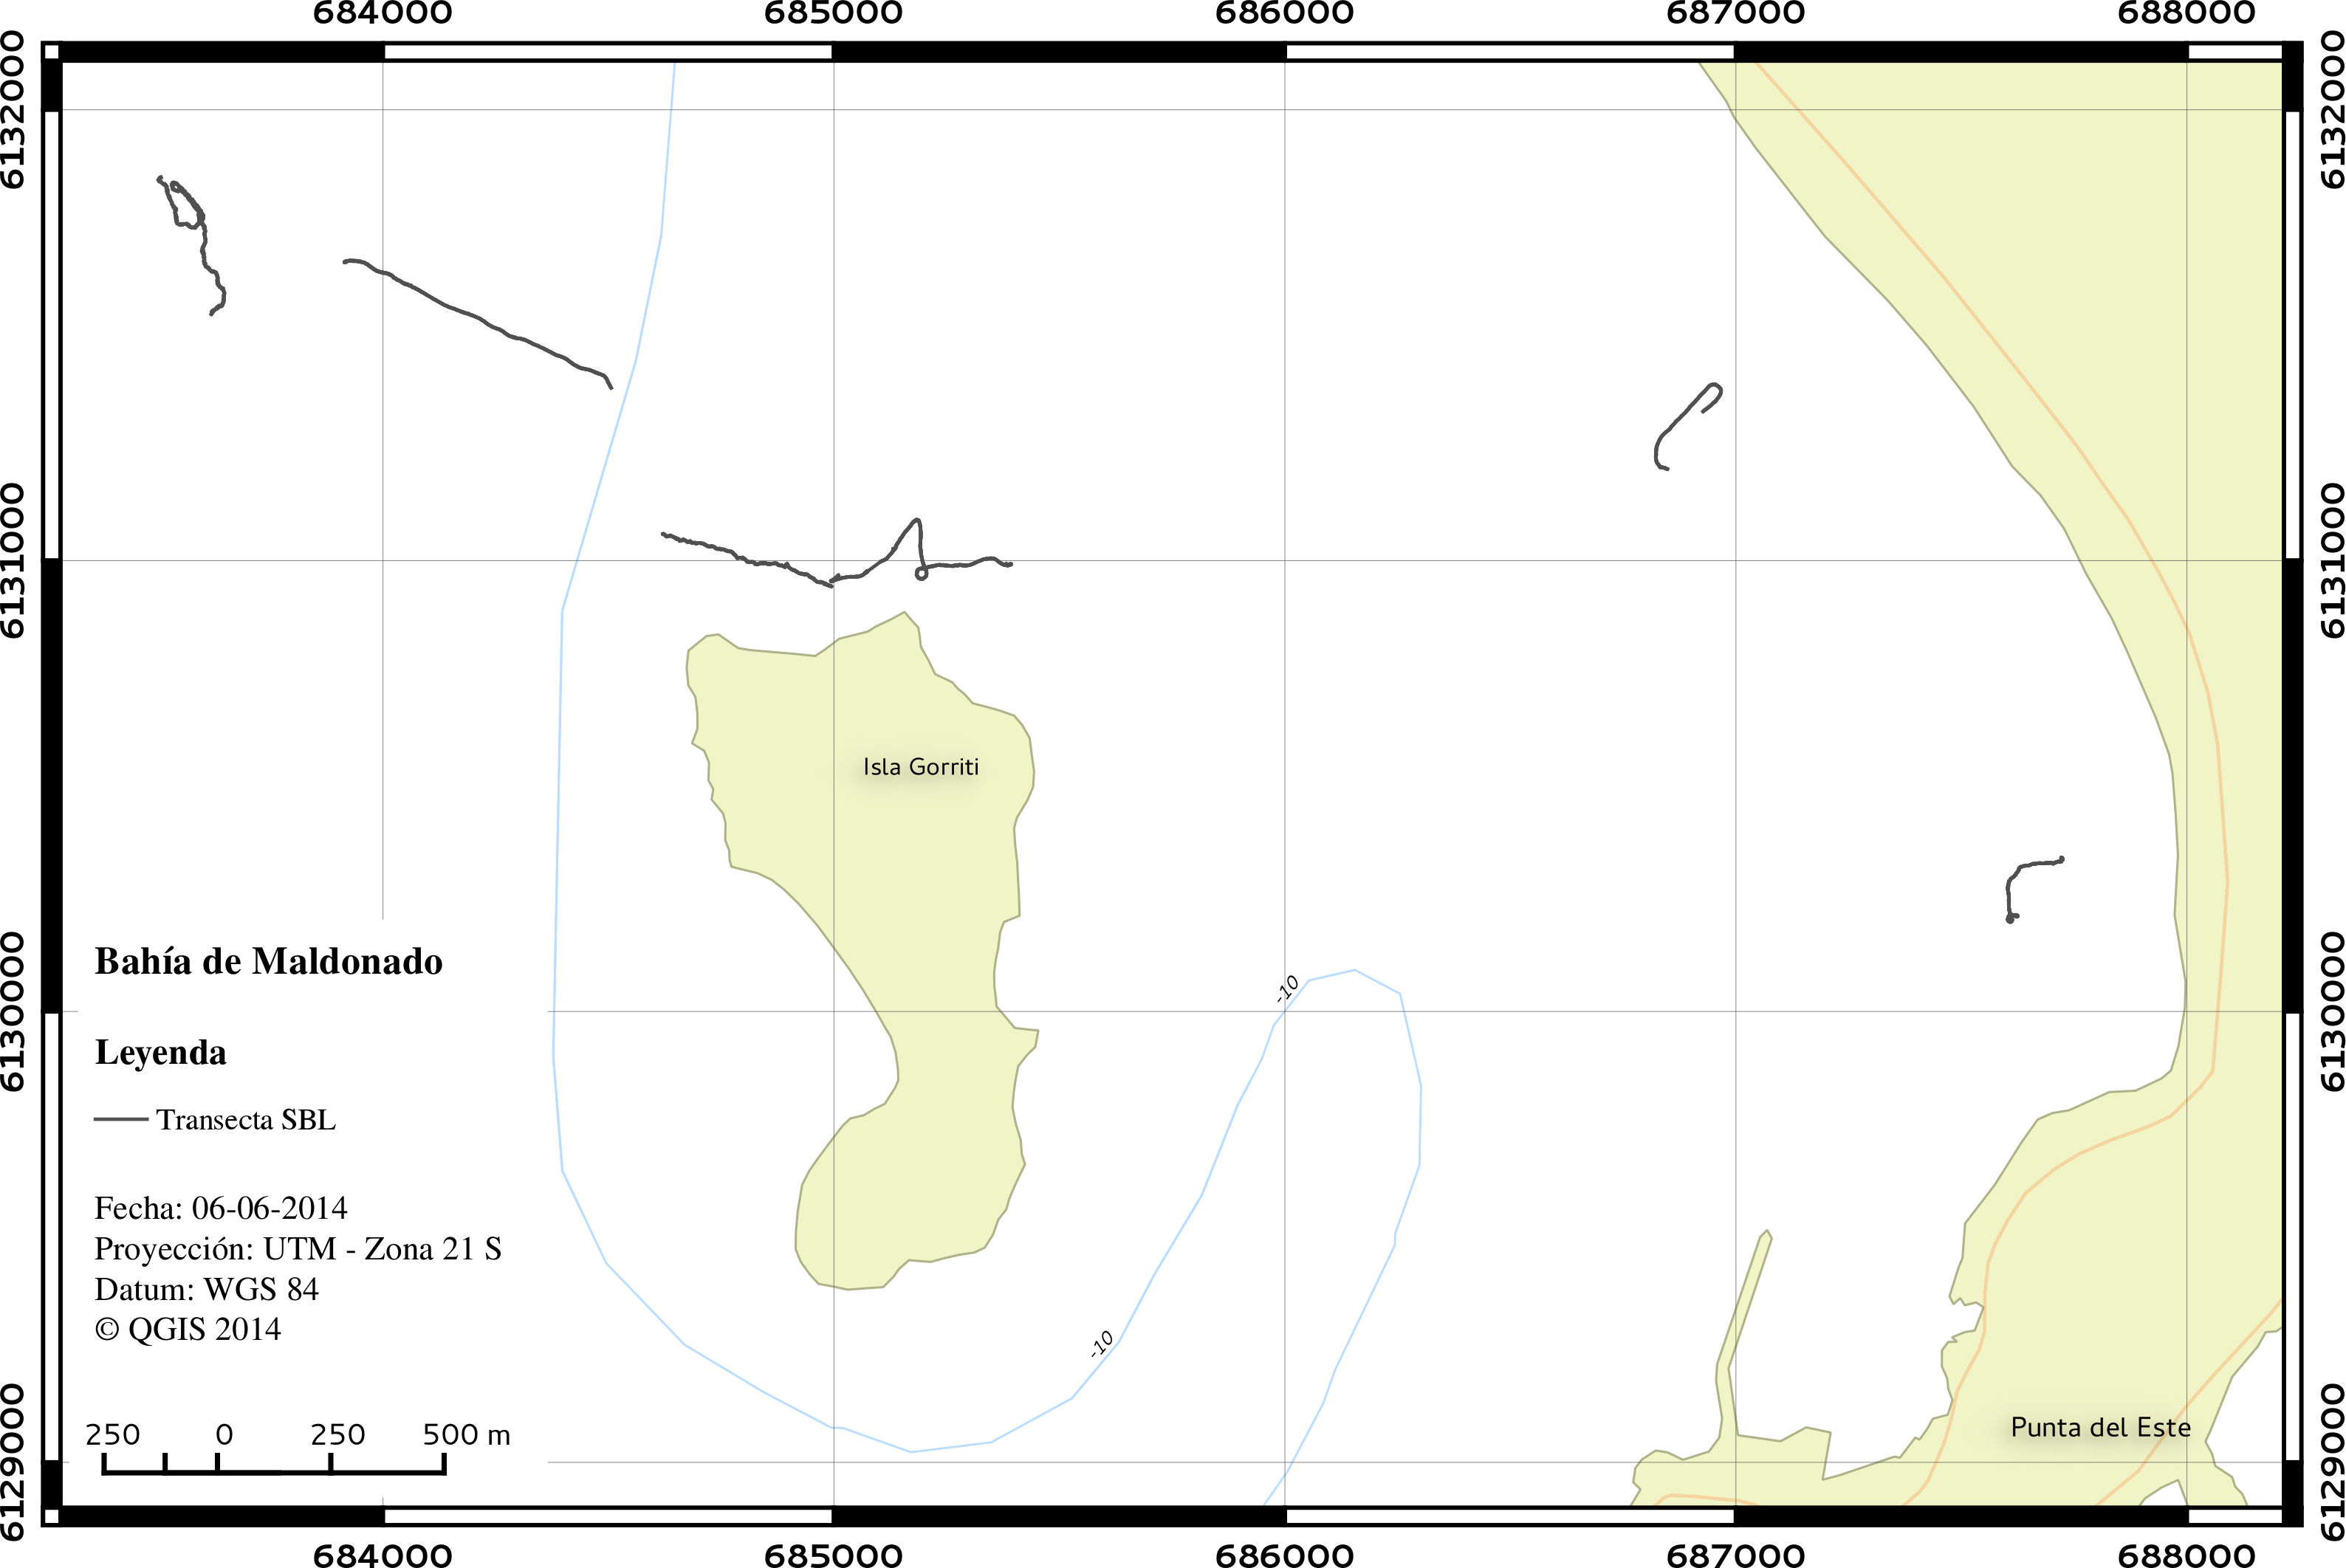 684000 685000 686000 687000 688000
6132000 6132000
6131000 6131000
Isla Gorriti
6130000 6130000
Bahía de Maldonado
-10
Leyenda
Transecta SBL
Fecha: 06-06-2014
Proyección: UTM - Zona 21 S
Datum: WGS 84
© QGIS 2014
-10
250 0 250 500 m
Punta del Este
6129000 6129000
684000 685000 686000 687000 688000